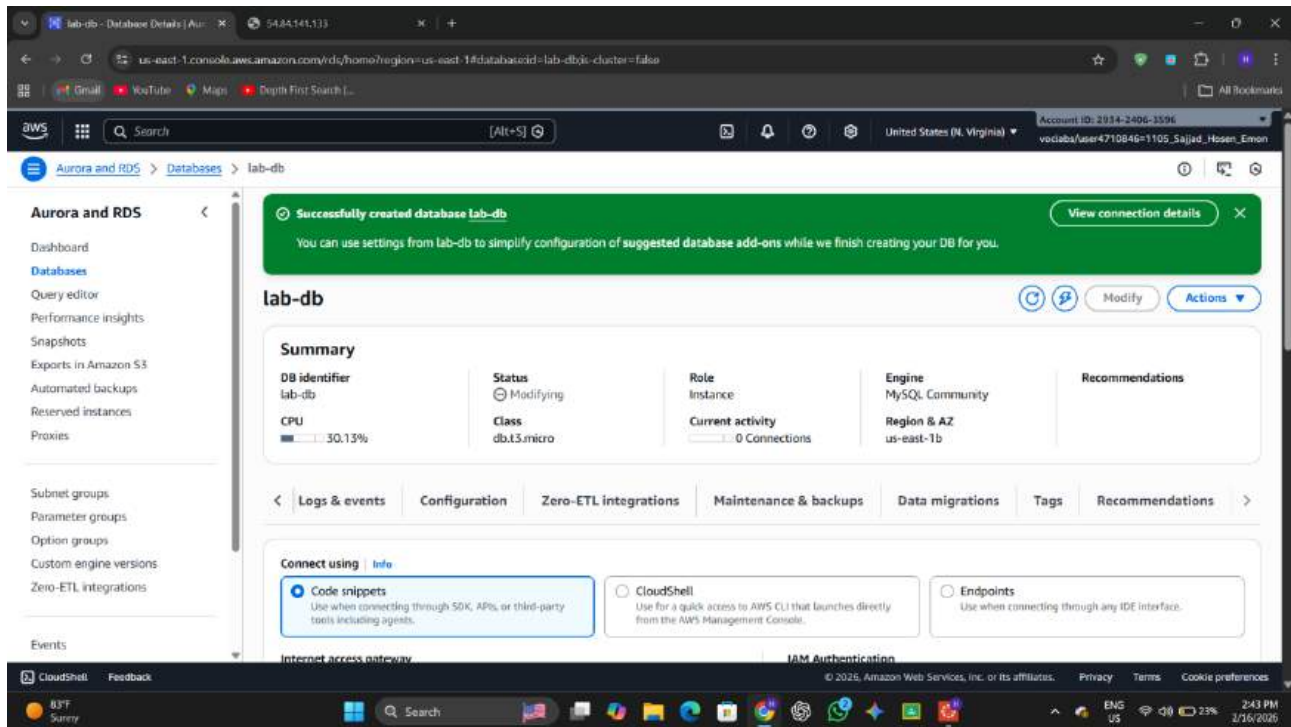 lab-db - Database Details | Aur
54.84.141.133
us-east-1.console.aws.amazon.com/rds/home?region=us-east-1#database:id=lab-db;is-cluster=false
Gmail
YouTube
Maps
Depth First Search (...
All Bookmarks
aws
Search
[Alt+S]
United States (N. Virginia)
Account ID: 2934-2406-3596
voclabs/user4710846=1105_Sajjad_Hosen_Emon
Aurora and RDS > Databases > lab-db
Aurora and RDS
Dashboard
Databases
Query editor
Performance insights
Snapshots
Exports in Amazon S3
Automated backups
Reserved instances
Proxies
Subnet groups
Parameter groups
Option groups
Custom engine versions
Zero-ETL integrations
Events
Successfully created database lab-db
View connection details
You can use settings from lab-db to simplify configuration of suggested database add-ons while we finish creating your DB for you.
lab-db
Modify
Actions
Summary
DB identifier
lab-db
Status
Modifying
Role
Instance
Engine
MySQL Community
Recommendations
CPU
30.13%
Class
db.t3.micro
Current activity
0 Connections
Region & AZ
us-east-1b
Logs & events
Configuration
Zero-ETL integrations
Maintenance & backups
Data migrations
Tags
Recommendations
Connect using
Info
Code snippets
Use when connecting through SDK, APIs, or third-party
tools including agents.
CloudShell
Use for a quick access to AWS CLI that launches directly
from the AWS Management Console.
Endpoints
Use when connecting through any IDE interface.
Internet access gateway
IAM Authentication
CloudShell
Feedback
© 2026, Amazon Web Services, Inc. or its affiliates.
Privacy
Terms
Cookie preferences
83°F
Sunny
Search
ENG
US
23%
2:43 PM
2/16/2026